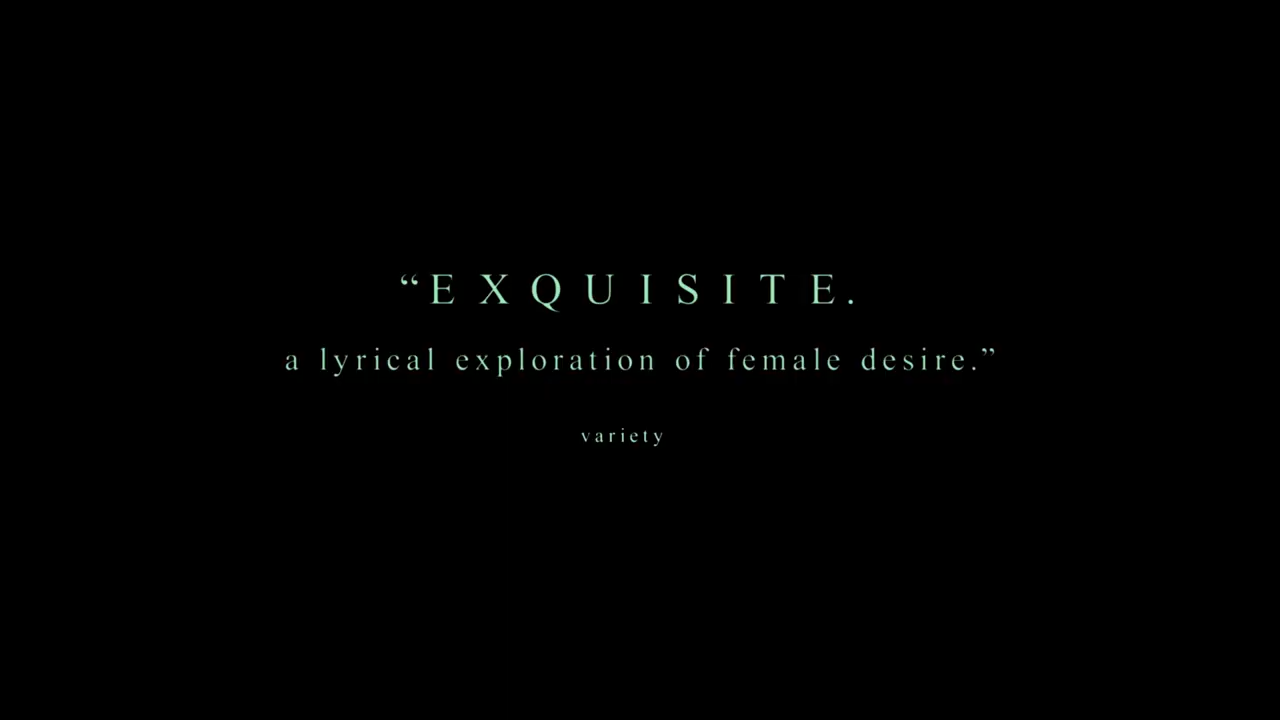 “EXQUISITE.
a lyrical exploration of female desire.”
variety